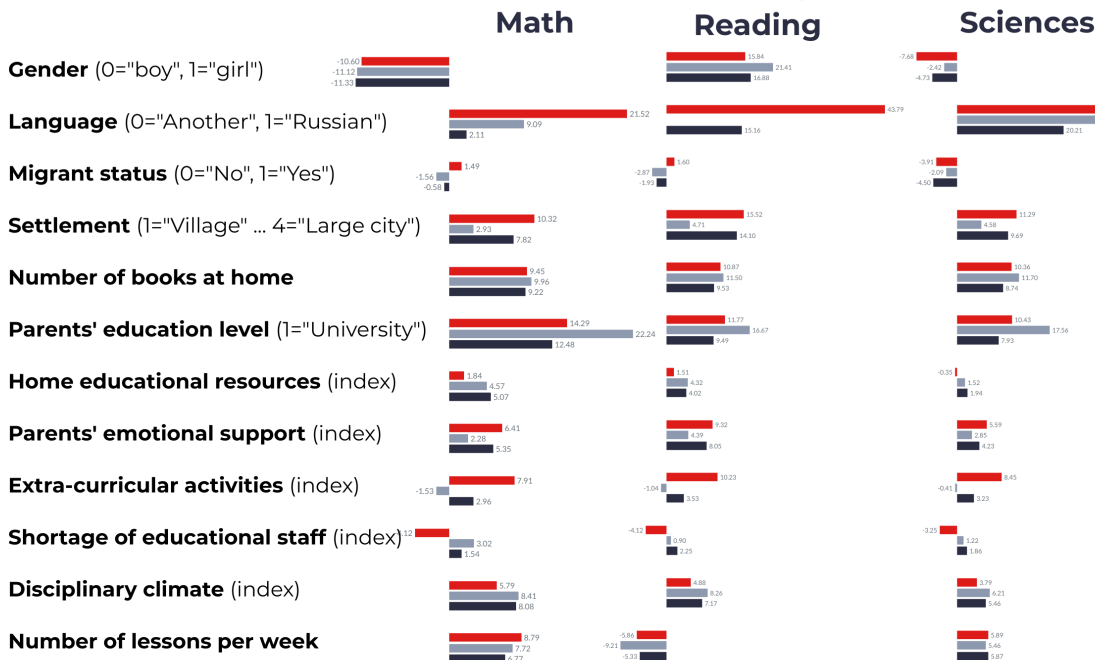 Math Reading Sciences
Gender (0="boy", 1="girl")
-10.60 15.84 -7.68
-11.12 21.41 -2.42
-11.33 16.88 -4.73
Language (0="Another", 1="Russian")
21.52 43.79
9.09
2.11 15.16 20.21
Migrant status (0="No", 1="Yes")
1.49 1.60 -3.91
-1.56 -2.87 -2.09
-0.58 -1.93 -4.50
Settlement (1="Village" ... 4="Large city")
10.32 15.52 11.29
2.93 4.71 4.58
7.82 14.10 9.69
Number of books at home
9.45 10.87 10.36
9.96 11.50 11.70
9.22 9.53 8.74
Parents' education level (1="University")
14.29 11.77 10.43
22.24 16.67 17.56
12.48 9.49 7.93
Home educational resources (index)
1.84 1.51 -0.35
4.57 4.32 1.52
5.07 4.02 1.94
Parents' emotional support (index)
6.41 9.32 5.59
2.28 4.39 2.85
5.35 8.05 4.23
Extra-curricular activities (index)
7.91 10.23 8.45
-1.53 -1.04 -0.41
2.96 3.53 3.23
Shortage of educational staff (index)
.12 -4.12 -3.25
3.02 0.90 1.22
1.54 2.25 1.86
Disciplinary climate (index)
5.79 4.88 3.79
8.41 8.26 6.21
8.08 7.17 5.46
Number of lessons per week
8.79 -5.86 5.89
7.72 -9.21 5.46
6.77 -5.33 5.87